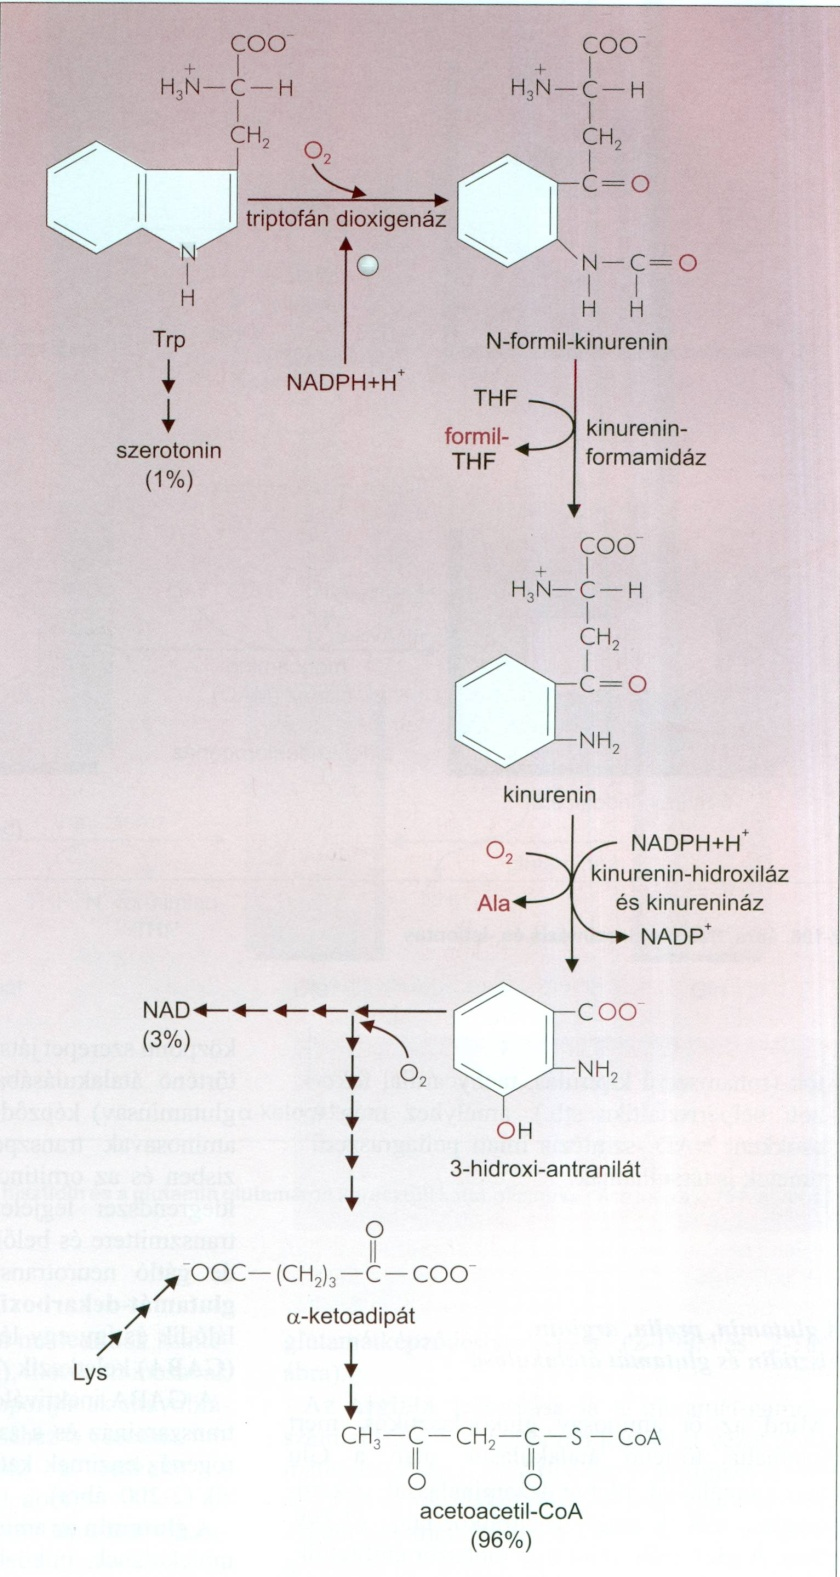 COO⁻
H₃N⁺—C—H
CH₂
N
H
Trp
szerotonin
(1%)
O₂
triptofán dioxigenáz
NADPH+H⁺
COO⁻
H₃N⁺—C—H
CH₂
C=O
N—C=O
H H
N-formil-kinurenin
THF
formil-
THF
kinurenin-
formamidáz
COO⁻
H₃N⁺—C—H
CH₂
C=O
NH₂
kinurenin
O₂
Ala
NADPH+H⁺
kinurenin-hidroxiláz
és kinureináz
NADP⁺
COO⁻
NH₂
OH
3-hidroxi-antranilát
NAD
(3%)
O₂
O
⁻OOC—(CH₂)₃—C—COO⁻
α-ketoadipát
Lys
CH₃—C—CH₂—C—S—CoA
O O
acetoacetil-CoA
(96%)